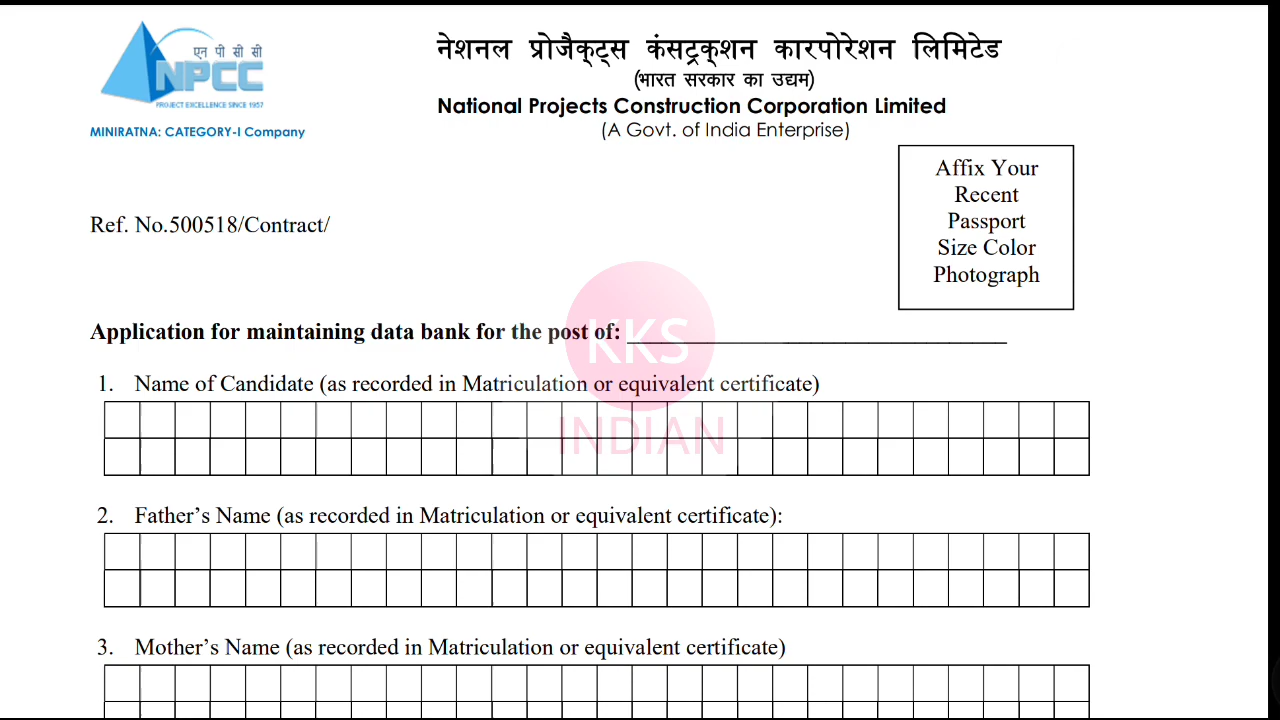 एन पी सी सी
NPCC
PROJECT EXCELLENCE SINCE 1957
MINIRATNA: CATEGORY-I Company
नेशनल प्रोजैक्ट्स कंसट्रक्शन कारपोरेशन लिमिटेड
(भारत सरकार का उद्यम)
National Projects Construction Corporation Limited
(A Govt. of India Enterprise)
Affix Your
Recent
Passport
Size Color
Photograph
Ref. No.500518/Contract/
Application for maintaining data bank for the post of:
KKS
INDIAN
1. Name of Candidate (as recorded in Matriculation or equivalent certificate)
2. Father’s Name (as recorded in Matriculation or equivalent certificate):
3. Mother’s Name (as recorded in Matriculation or equivalent certificate)